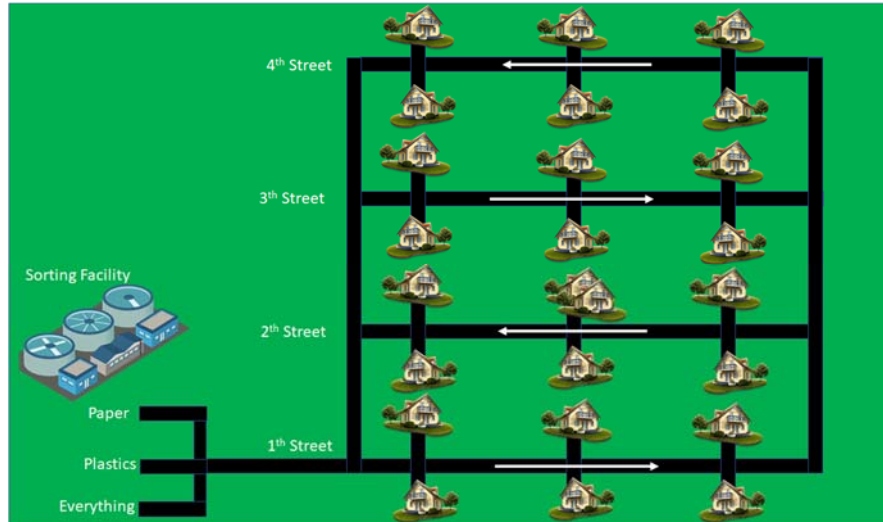 4th Street
3th Street
Sorting Facility
2th Street
Paper
1th Street
Plastics
Everything